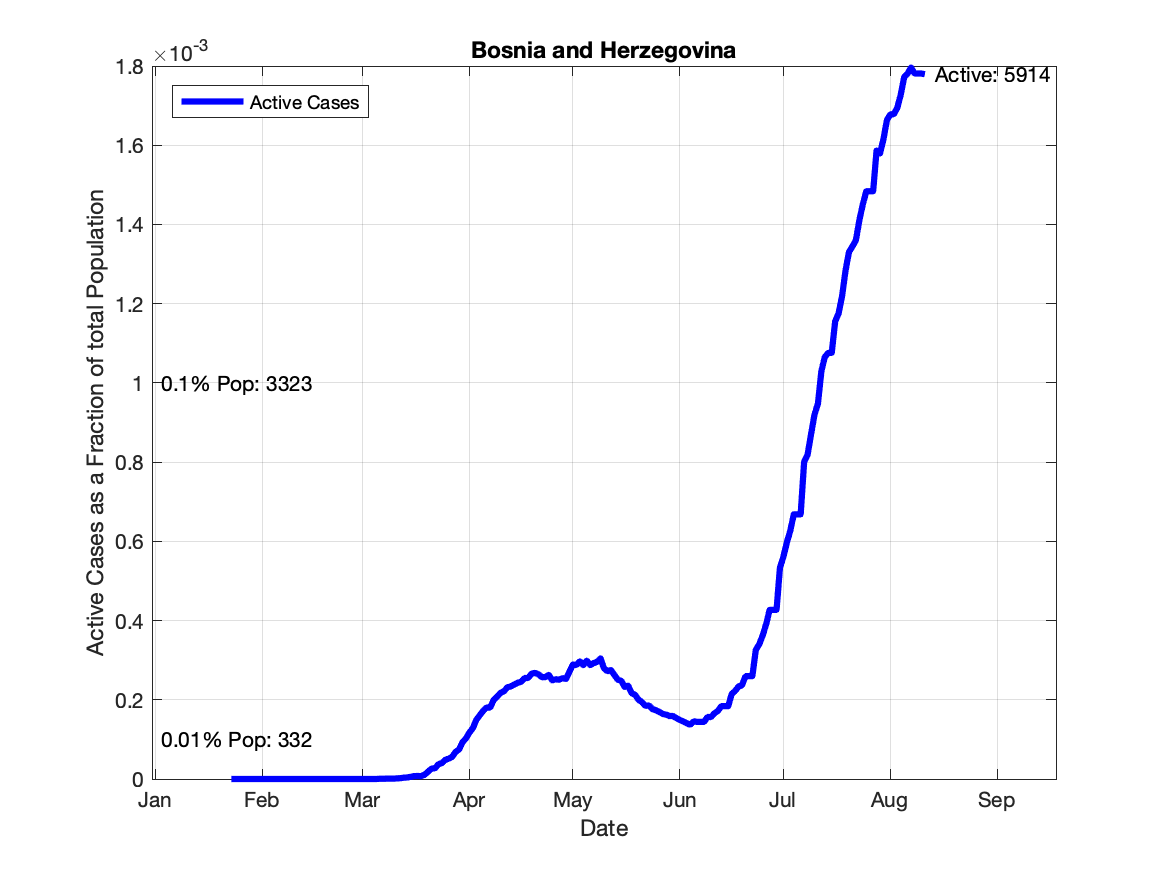 Bosnia and Herzegovina
×10-3
1.8
1.6
1.4
1.2
1
0.8
0.6
0.4
0.2
0
Active Cases as a Fraction of total Population
Active Cases
Active: 5914
0.1% Pop: 3323
0.01% Pop: 332
Jan Feb Mar Apr May Jun Jul Aug Sep
Date